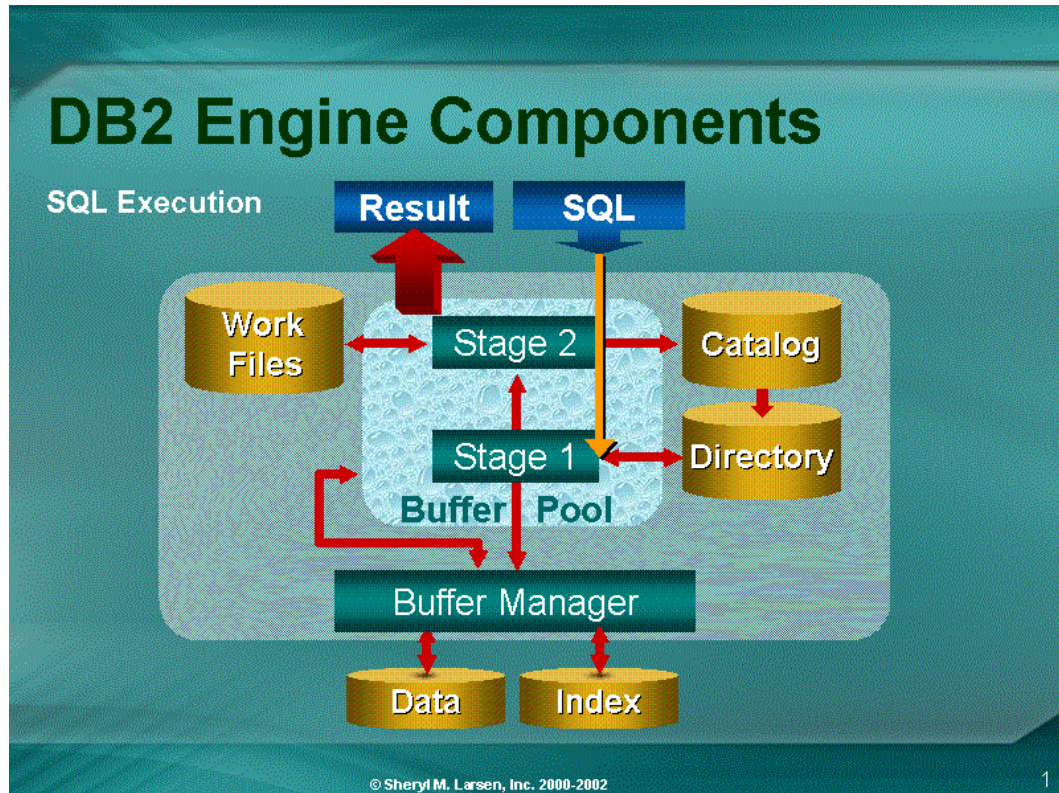 DB2 Engine Components
SQL Execution
Result
SQL
Work
Files
Stage 2
Catalog
Stage 1
Directory
Buffer Pool
Buffer Manager
Data
Index
© Sheryl M. Larsen, Inc. 2000-2002
1